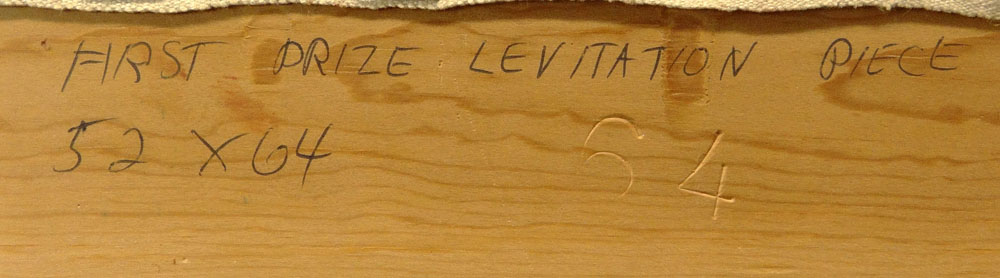 FIRST PRIZE LEVITATION PIECE
52 X 64 64